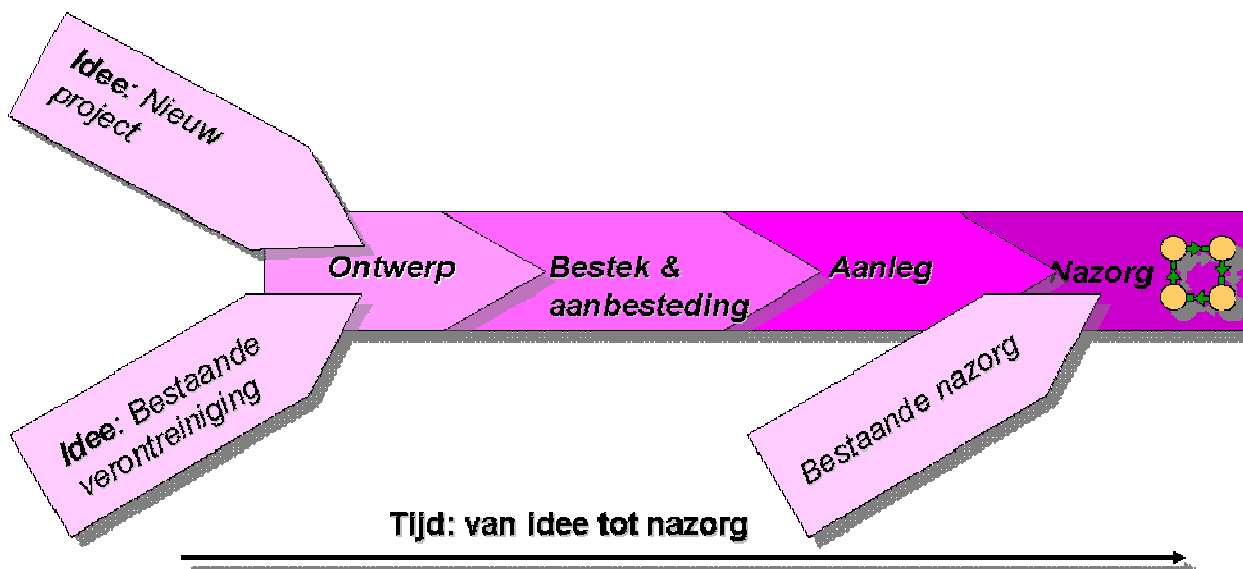 Idee: Nieuw
project
Ontwerp
Bestek &
aanbesteding
Aanleg
Nazorg
Idee: Bestaande
verontreiniging
Bestaande nazorg
Tijd: van idee tot nazorg